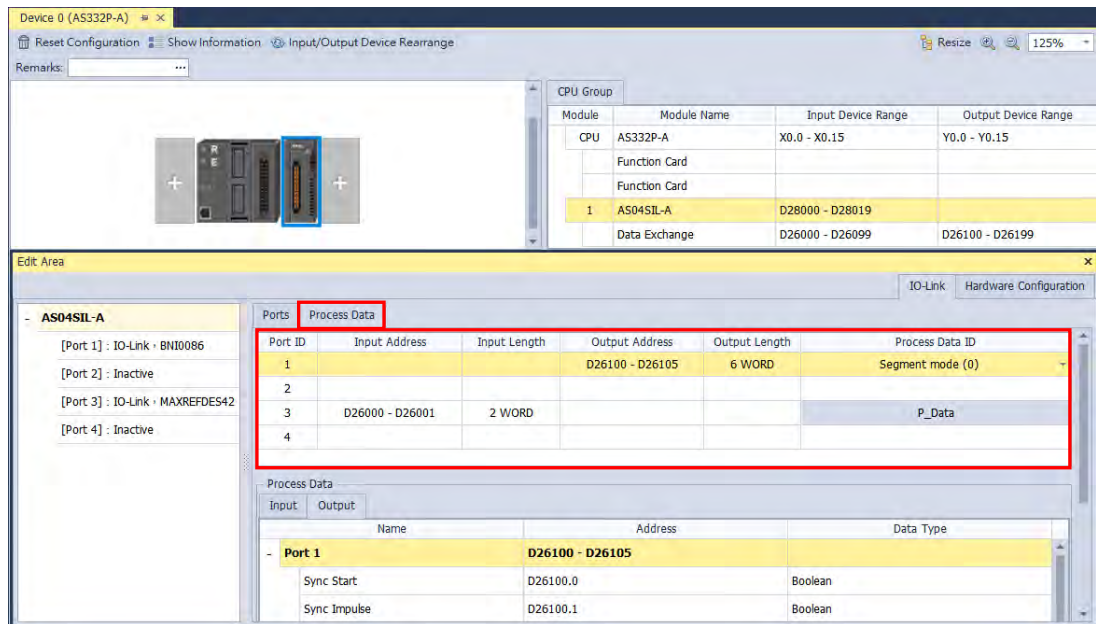 Device 0 (AS332P-A)
Reset Configuration Show Information Input/Output Device Rearrange Resize 125%
Remarks: ...
CPU Group
Module Module Name Input Device Range Output Device Range
CPU AS332P-A X0.0 - X0.15 Y0.0 - Y0.15
Function Card
Function Card
1 AS04SIL-A D28000 - D28019
Data Exchange D26000 - D26099 D26100 - D26199
Edit Area
IO-Link Hardware Configuration
- AS04SIL-A
[Port 1] : IO-Link, BNI0086
[Port 2] : Inactive
[Port 3] : IO-Link, MAXREFDES42
[Port 4] : Inactive
Ports Process Data
Port ID Input Address Input Length Output Address Output Length Process Data ID
1 D26100 - D26105 6 WORD Segment mode (0)
2
3 D26000 - D26001 2 WORD P_Data
4
Process Data
Input Output
Name Address Data Type
- Port 1 D26100 - D26105
Sync Start D26100.0 Boolean
Sync Impulse D26100.1 Boolean